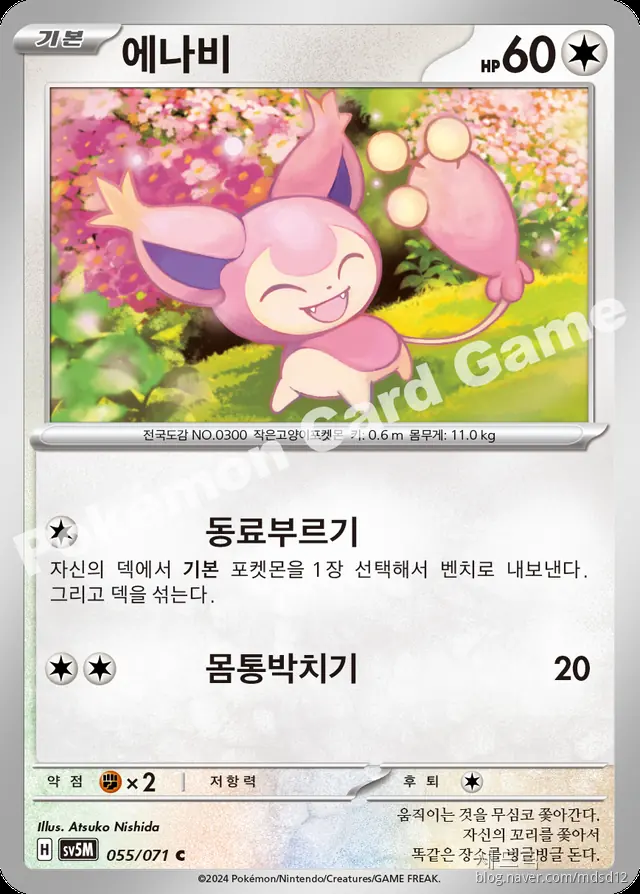 기본 에나비 HP 60
전국도감 NO.0300 작은고양이포켓몬 키: 0.6 m 몸무게: 11.0 kg
Pokémon Card Game
동료부르기
자신의 덱에서 기본 포켓몬을 1장 선택해서 벤치로 내보낸다.
그리고 덱을 섞는다.
몸통박치기 20
약점 ×2 저항력 후퇴
Illus. Atsuko Nishida
움직이는 것을 무심코 쫓아간다.
자신의 꼬리를 쫓아서
똑같은 장소를 빙글빙글 돈다.
H SV5M 055/071 C
©2024 Pokémon/Nintendo/Creatures/GAME FREAK.
blog.naver.com/mdsd12